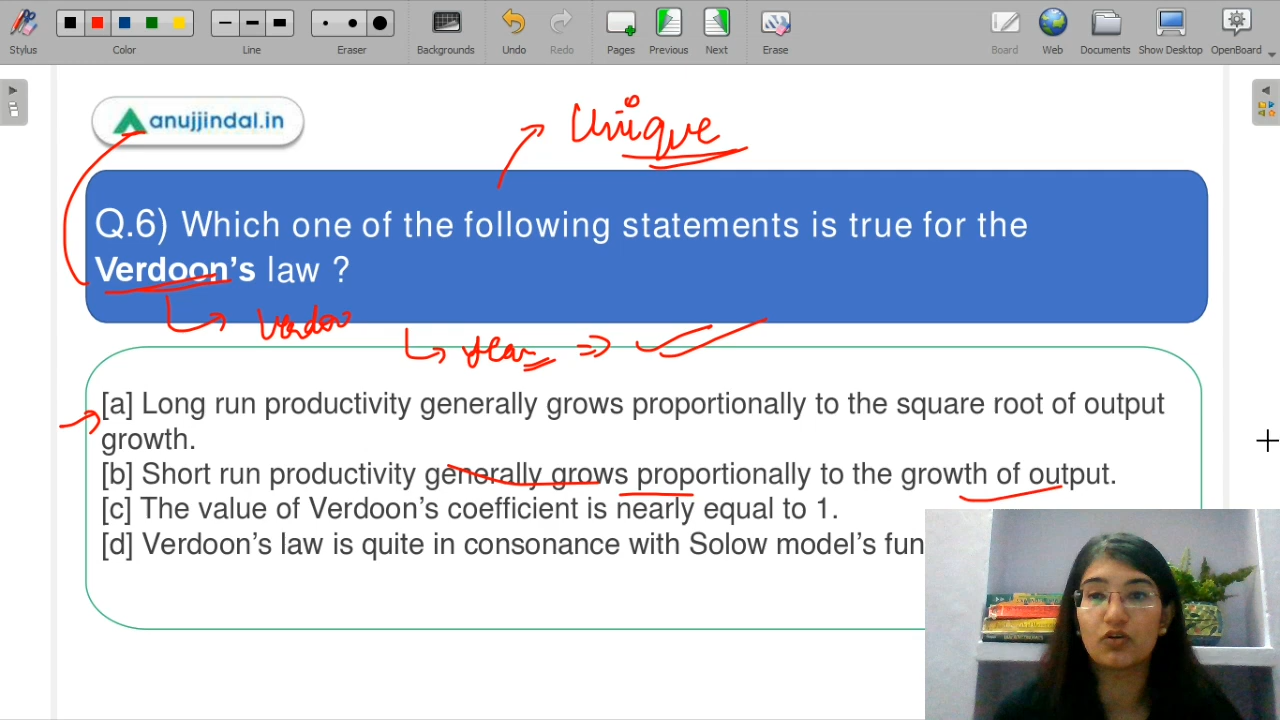 Stylus
Color
Line
Eraser
Backgrounds
Undo
Redo
Pages
Previous
Next
Erase
Board
Web
Documents
Show Desktop
OpenBoard
anujjindal.in
Unique
Q.6) Which one of the following statements is true for the
Verdoon's law ?
[a] Long run productivity generally grows proportionally to the square root of output
growth.
[b] Short run productivity generally grows proportionally to the growth of output.
[c] The value of Verdoon's coefficient is nearly equal to 1.
[d] Verdoon's law is quite in consonance with Solow model's fun